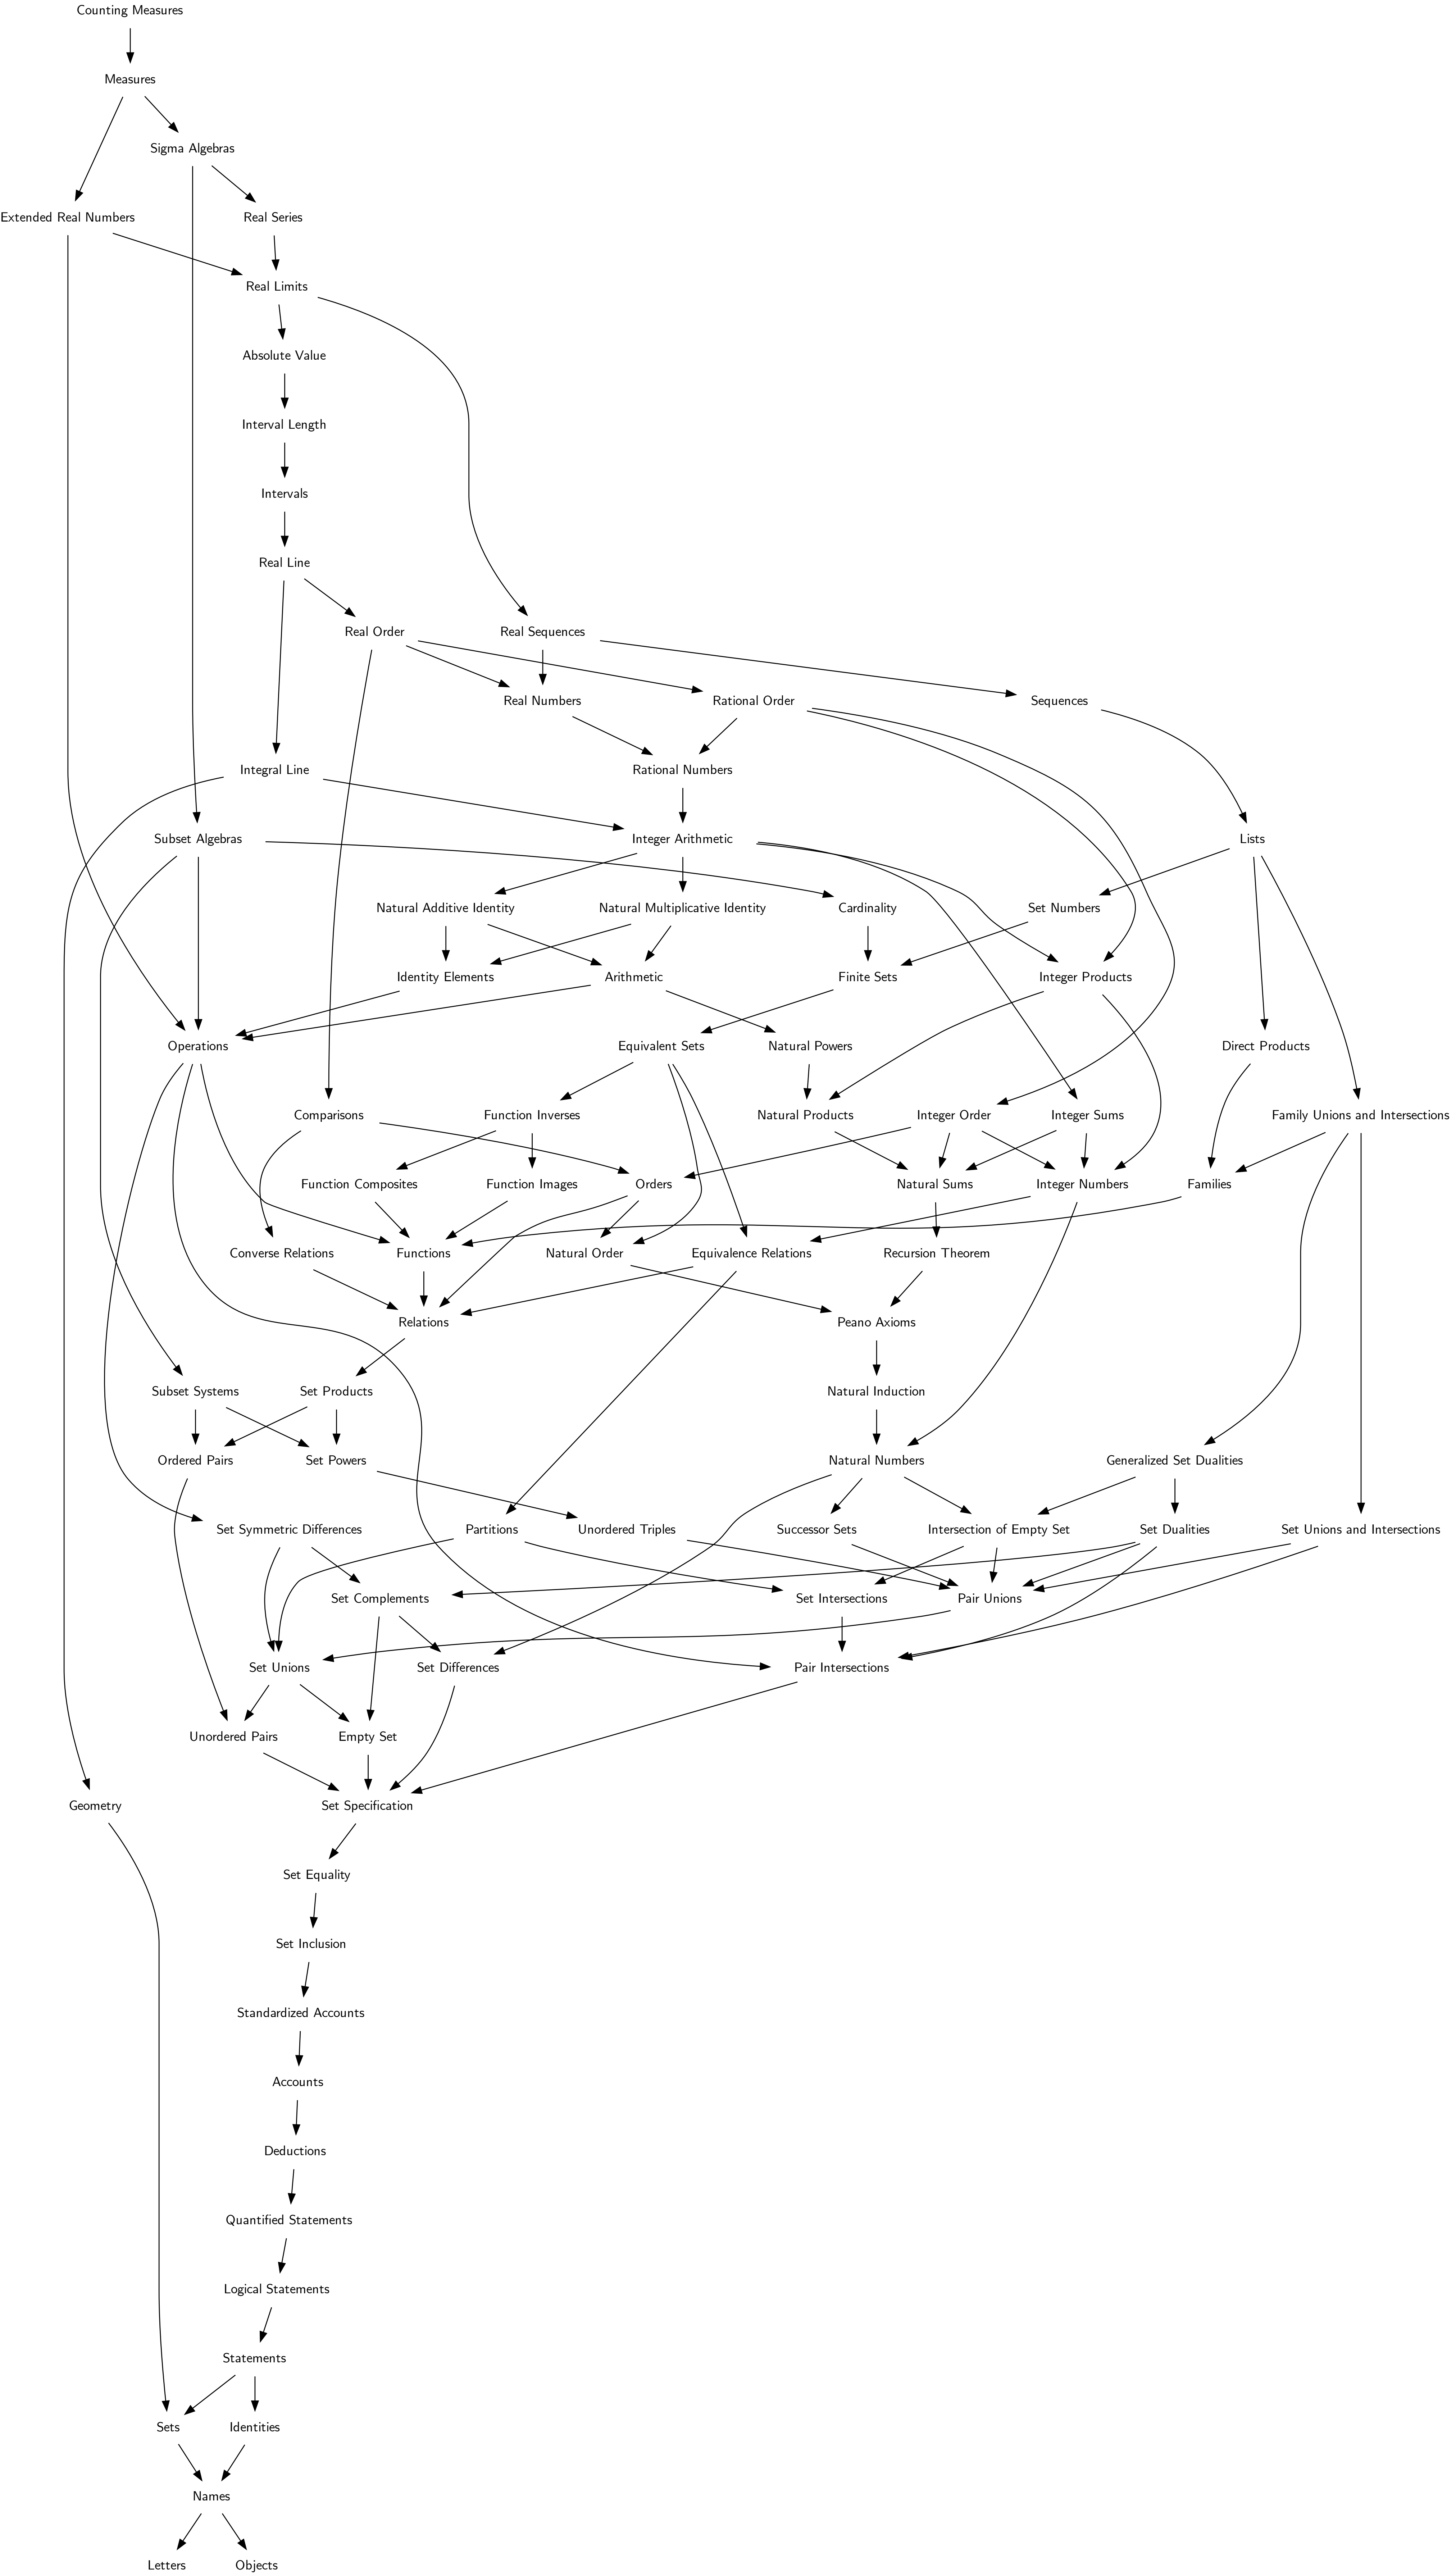 Counting Measures
Measures
Sigma Algebras
Extended Real Numbers
Real Series
Real Limits
Absolute Value
Interval Length
Intervals
Real Line
Real Order
Real Sequences
Real Numbers
Rational Order
Sequences
Integral Line
Rational Numbers
Subset Algebras
Integer Arithmetic
Lists
Natural Additive Identity
Natural Multiplicative Identity
Cardinality
Set Numbers
Identity Elements
Arithmetic
Finite Sets
Integer Products
Operations
Equivalent Sets
Natural Powers
Direct Products
Comparisons
Function Inverses
Natural Products
Integer Order
Integer Sums
Family Unions and Intersections
Function Composites
Function Images
Orders
Natural Sums
Integer Numbers
Families
Converse Relations
Functions
Natural Order
Equivalence Relations
Recursion Theorem
Relations
Peano Axioms
Subset Systems
Set Products
Natural Induction
Ordered Pairs
Set Powers
Natural Numbers
Generalized Set Dualities
Set Symmetric Differences
Partitions
Unordered Triples
Successor Sets
Intersection of Empty Set
Set Dualities
Set Unions and Intersections
Set Complements
Set Intersections
Pair Unions
Set Unions
Set Differences
Pair Intersections
Unordered Pairs
Empty Set
Geometry
Set Specification
Set Equality
Set Inclusion
Standardized Accounts
Accounts
Deductions
Quantified Statements
Logical Statements
Statements
Sets
Identities
Names
Letters
Objects